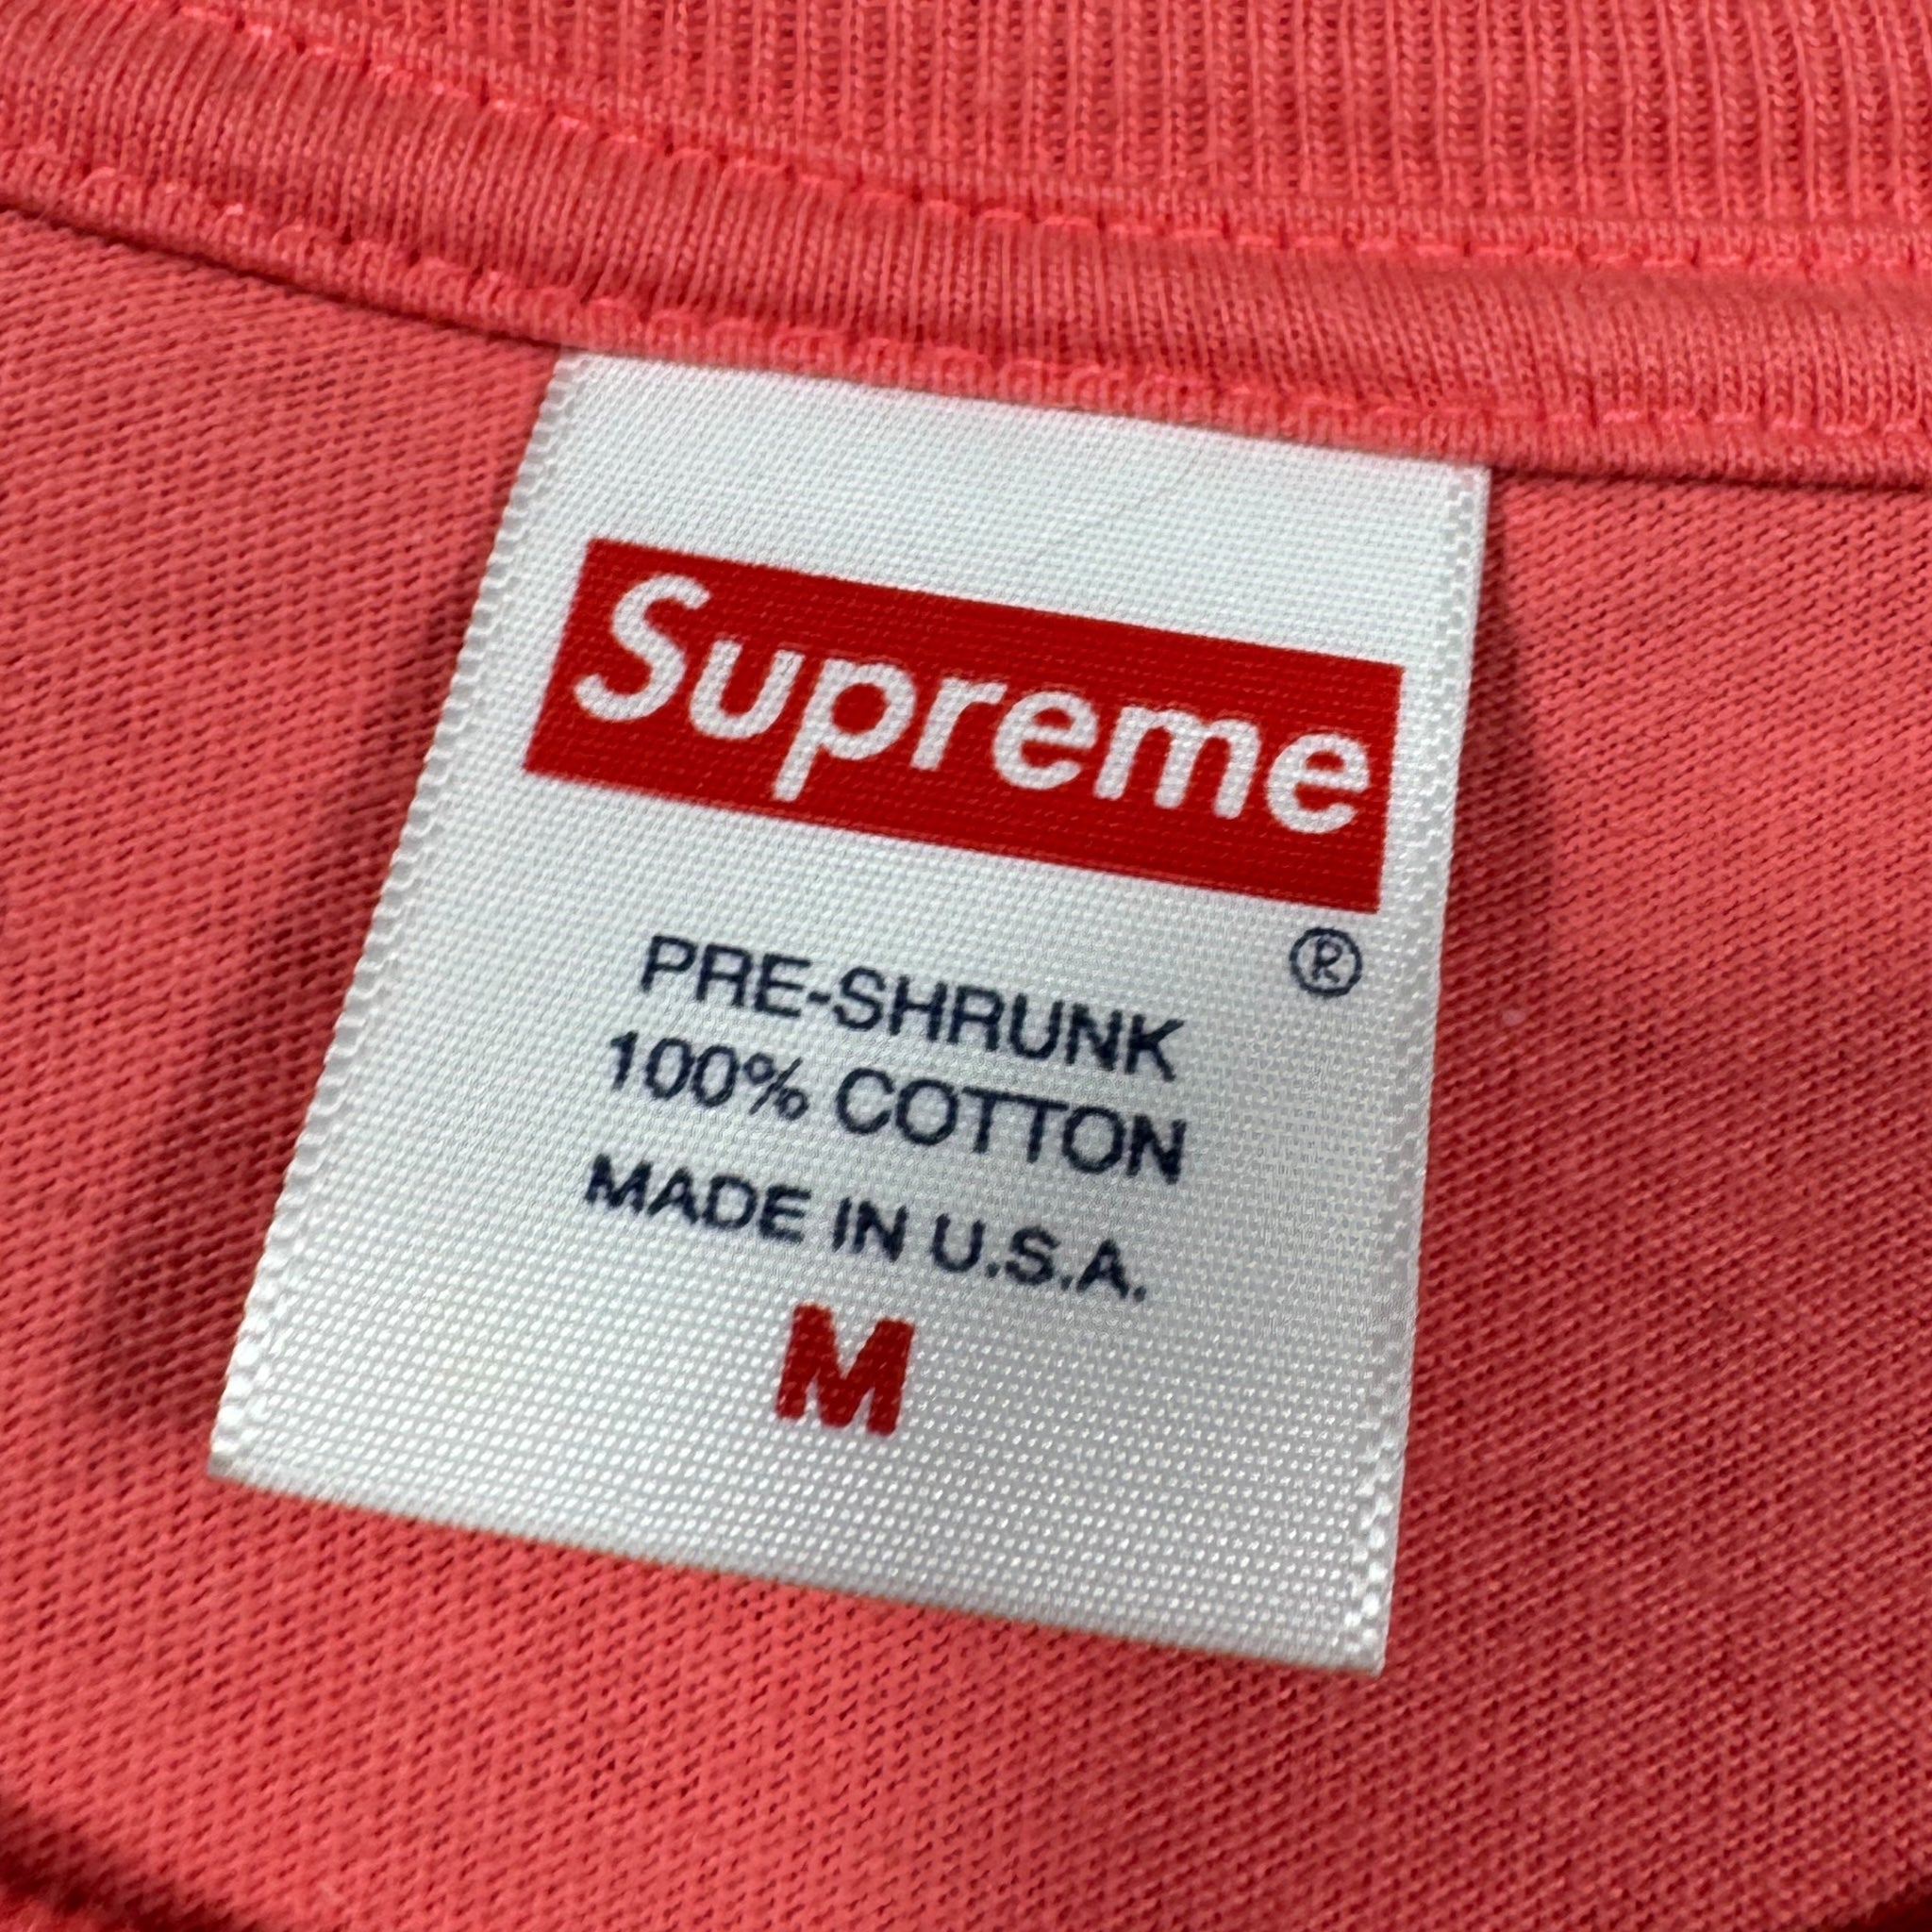 Supreme
®
PRE-SHRUNK
100% COTTON
MADE IN U.S.A.
M